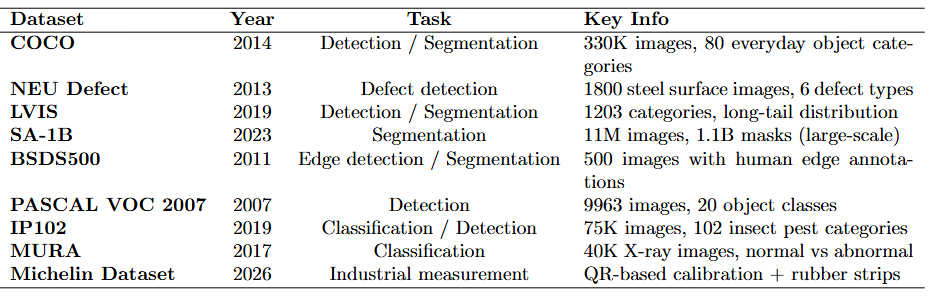 Dataset Year Task Key Info
COCO 2014 Detection / Segmentation 330K images, 80 everyday object cate-
gories
NEU Defect 2013 Defect detection 1800 steel surface images, 6 defect types
LVIS 2019 Detection / Segmentation 1203 categories, long-tail distribution
SA-1B 2023 Segmentation 11M images, 1.1B masks (large-scale)
BSDS500 2011 Edge detection / Segmentation 500 images with human edge annota-
tions
PASCAL VOC 2007 2007 Detection 9963 images, 20 object classes
IP102 2019 Classification / Detection 75K images, 102 insect pest categories
MURA 2017 Classification 40K X-ray images, normal vs abnormal
Michelin Dataset 2026 Industrial measurement QR-based calibration + rubber strips